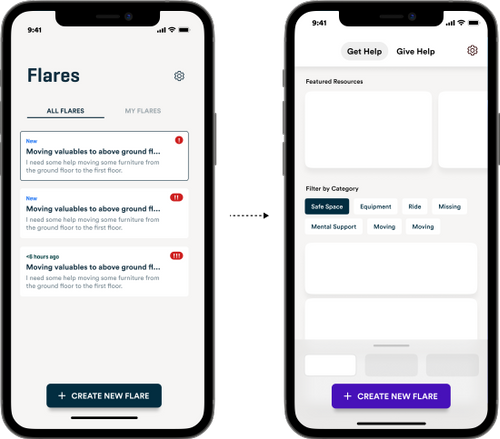 9:41
Flares
ALL FLARES
MY FLARES
New
!
Moving valuables to above ground fl...
I need some help moving some furniture from
the ground floor to the first floor.
New
!!
Moving valuables to above ground fl...
I need some help moving some furniture from
the ground floor to the first floor.
<6 hours ago
!!!
Moving valuables to above ground fl...
I need some help moving some furniture from
the ground floor to the first floor.
+ CREATE NEW FLARE
9:41
Get Help
Give Help
Featured Resources
Filter by Category
Safe Space
Equipment
Ride
Missing
Mental Support
Moving
Moving
+ CREATE NEW FLARE